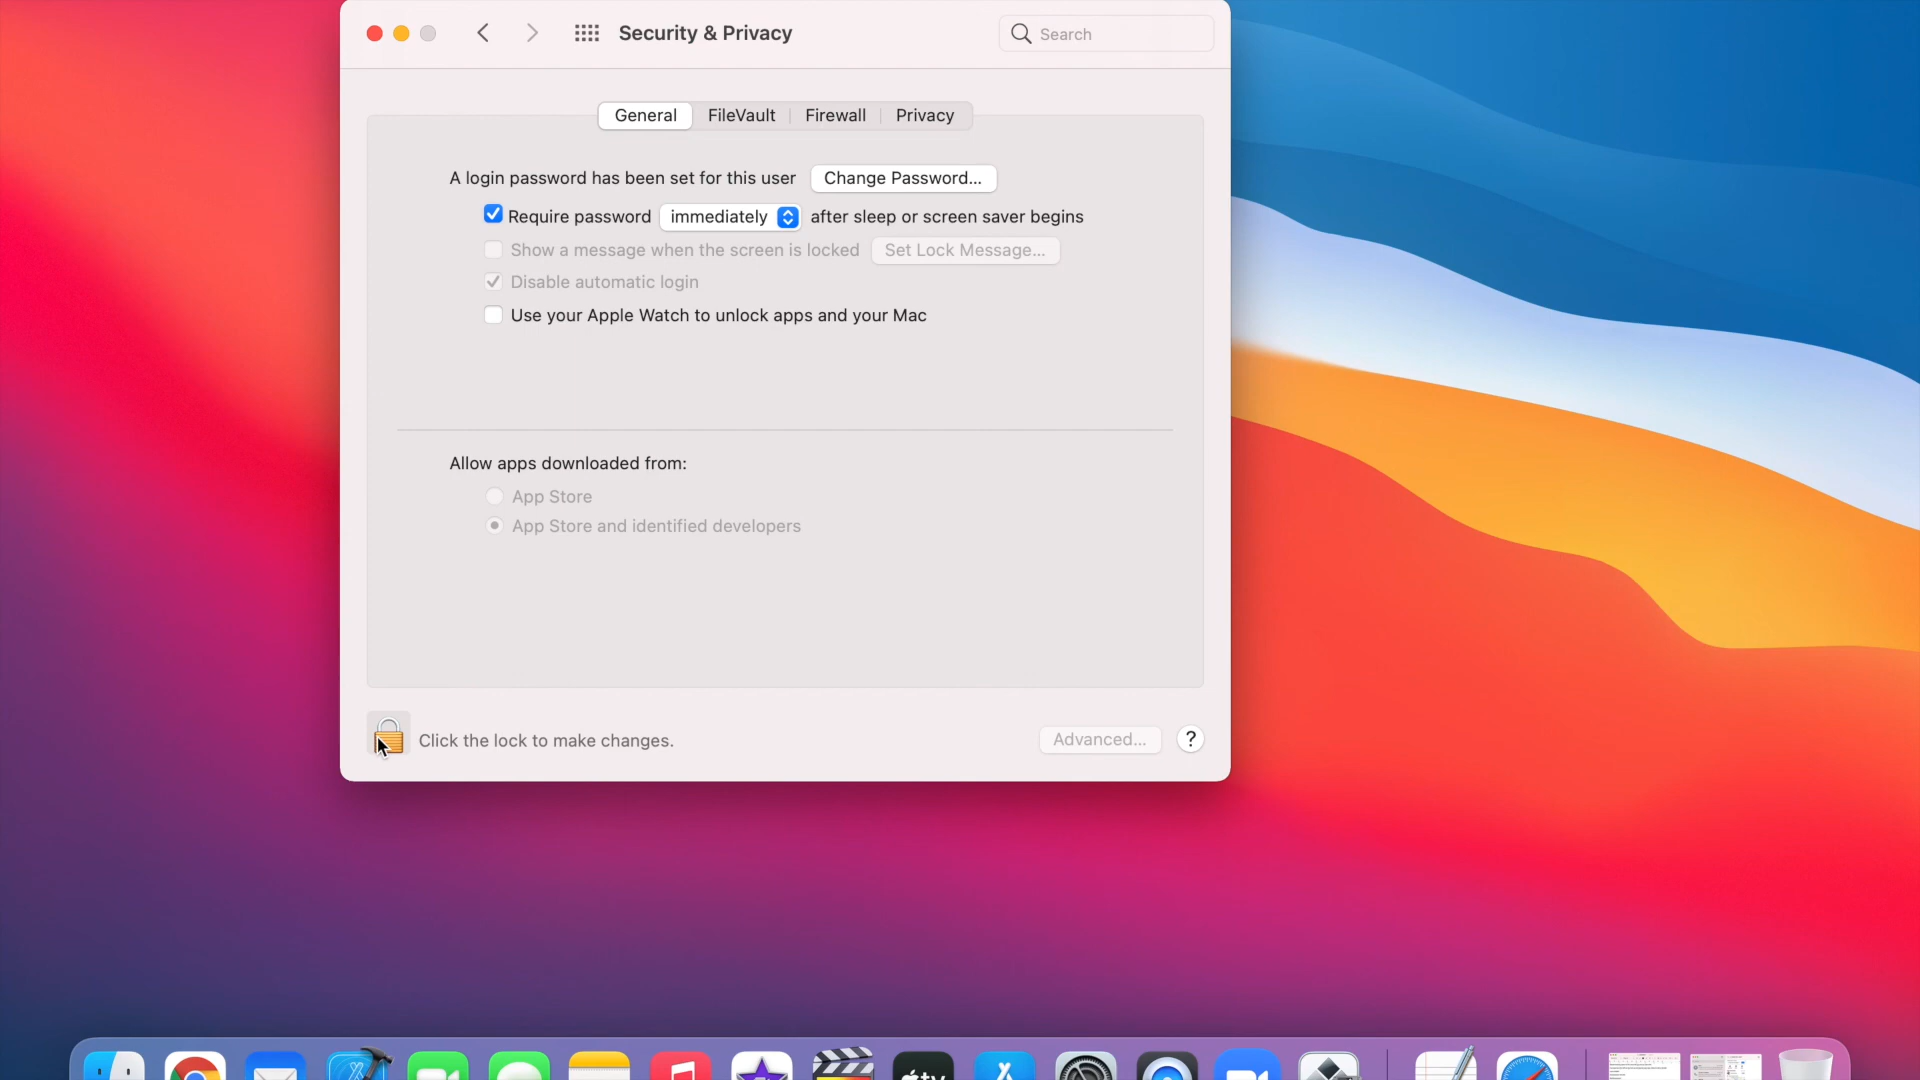 Security & Privacy
Search
General FileVault Firewall Privacy
A login password has been set for this user Change Password...
Require password immediately after sleep or screen saver begins
Show a message when the screen is locked Set Lock Message...
Disable automatic login
Use your Apple Watch to unlock apps and your Mac
Allow apps downloaded from:
App Store
App Store and identified developers
Click the lock to make changes.
Advanced... ?
tv